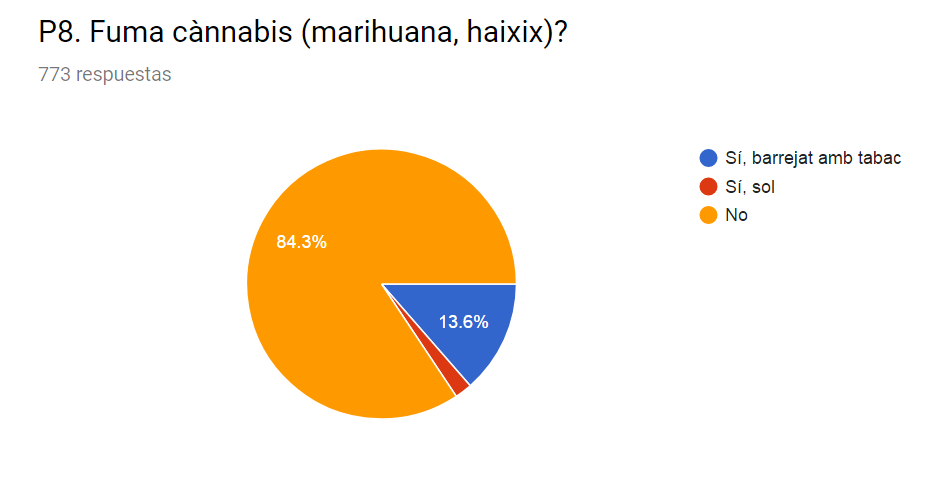 P8. Fuma cànnabis (marihuana, haixix)?
773 respuestas
Sí, barrejat amb tabac
Sí, sol
No
84.3%
13.6%